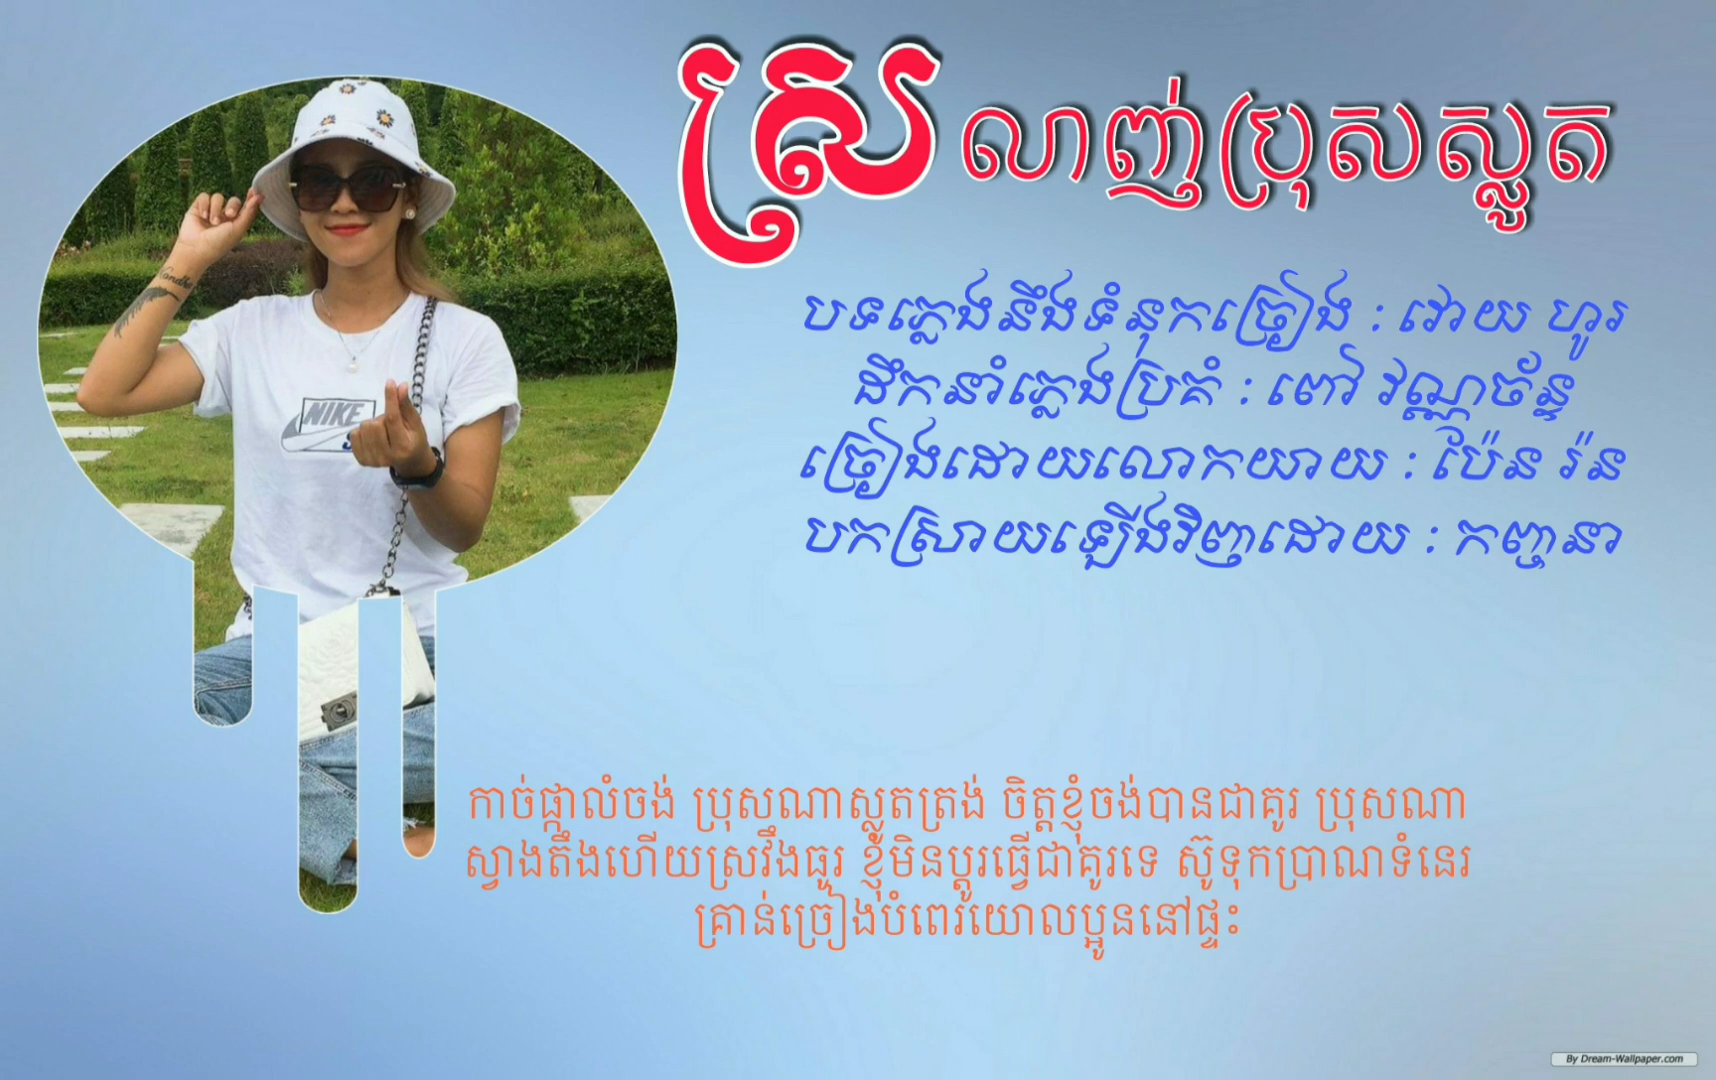 ស្រលាញ់ប្រុសស្លូត
បទភ្លេងនឹងទំនុកច្រៀង : វោយ ហូរ
ដឹកនាំភ្លេងប្រគំ : ពៅ វណ្ណច័ន្ទ
ច្រៀងដោយលោកយាយ : ប៉ែន រ៉ន
បកស្រាយឡើងវិញដោយ : កញ្ចនា
Kandha
NIKE
កាច់ផ្កាលំចង់ ប្រុសណាស្លូតត្រង់ ចិត្តខ្ញុំចង់បានជាគូរ ប្រុសណា
ស្វាងតឹងហើយស្រវឹងធូរ ខ្ញុំមិនប្តូរធ្វើជាគូរទេ ស៊ូទុកប្រាណទំនេរ
គ្រាន់ច្រៀងបំពេរយោលប្អូននៅផ្ទះ
By Dream-Wallpaper.com